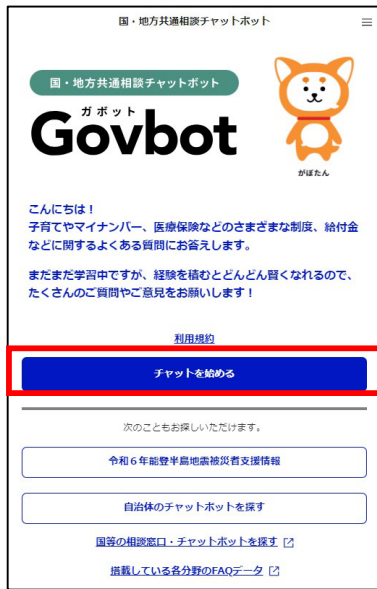 国・地方共通相談チャットボット
国・地方共通相談チャットボット
ガボット
Govbot
がぼたん
こんにちは！
子育てやマイナンバー、医療保険などのさまざまな制度、給付金
などに関するよくある質問にお答えします。
まだまだ学習中ですが、経験を積むとどんどん賢くなれるので、
たくさんのご質問やご意見をお願いします！
利用規約
チャットを始める
次のこともお探しいただけます。
令和６年能登半島地震被災者支援情報
自治体のチャットボットを探す
国等の相談窓口・チャットボットを探す
搭載している各分野のFAQデータ